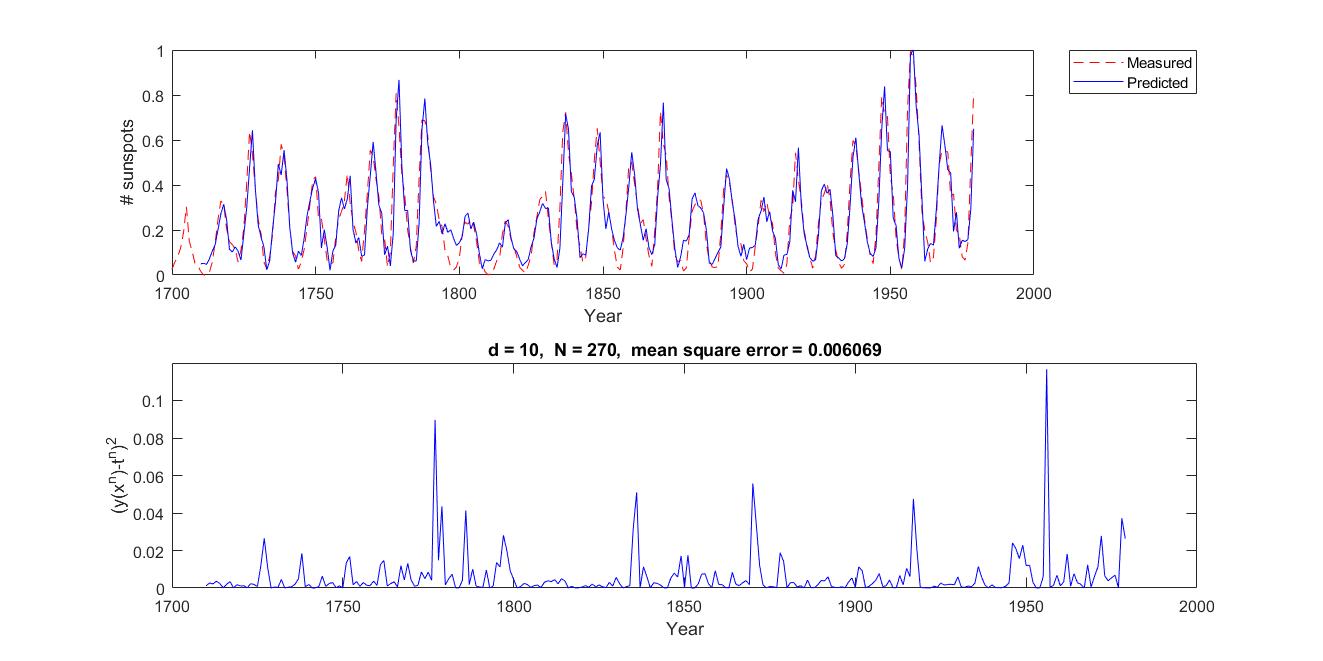 1
0.8
0.6
0.4
0.2
0
# sunspots
1700 1750 1800 1850 1900 1950 2000
Year
Measured
Predicted
d = 10, N = 270, mean square error = 0.006069
0.1
0.08
0.06
0.04
0.02
0
(y(xⁿ)-tⁿ)²
1700 1750 1800 1850 1900 1950 2000
Year